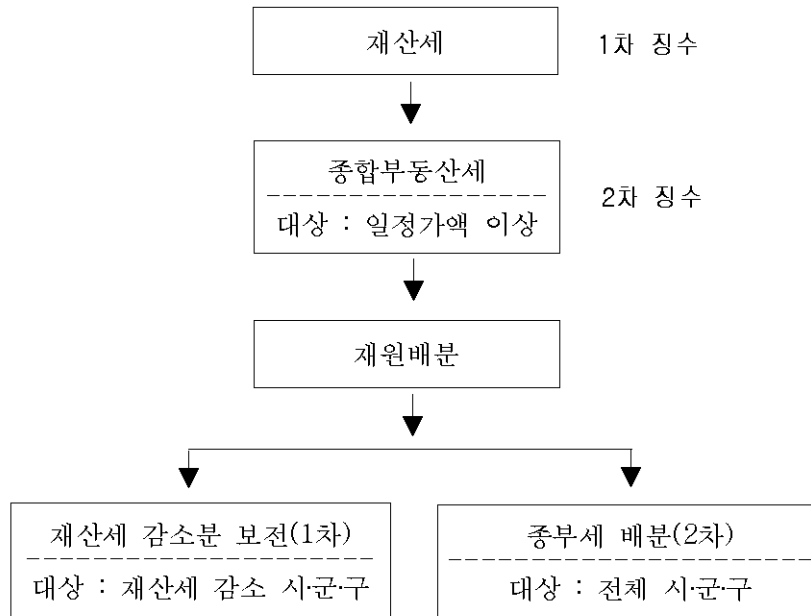 재산세
1차 징수
종합부동산세
대상 : 일정가액 이상
2차 징수
재원배분
재산세 감소분 보전(1차)
대상 : 재산세 감소 시·군·구
종부세 배분(2차)
대상 : 전체 시·군·구